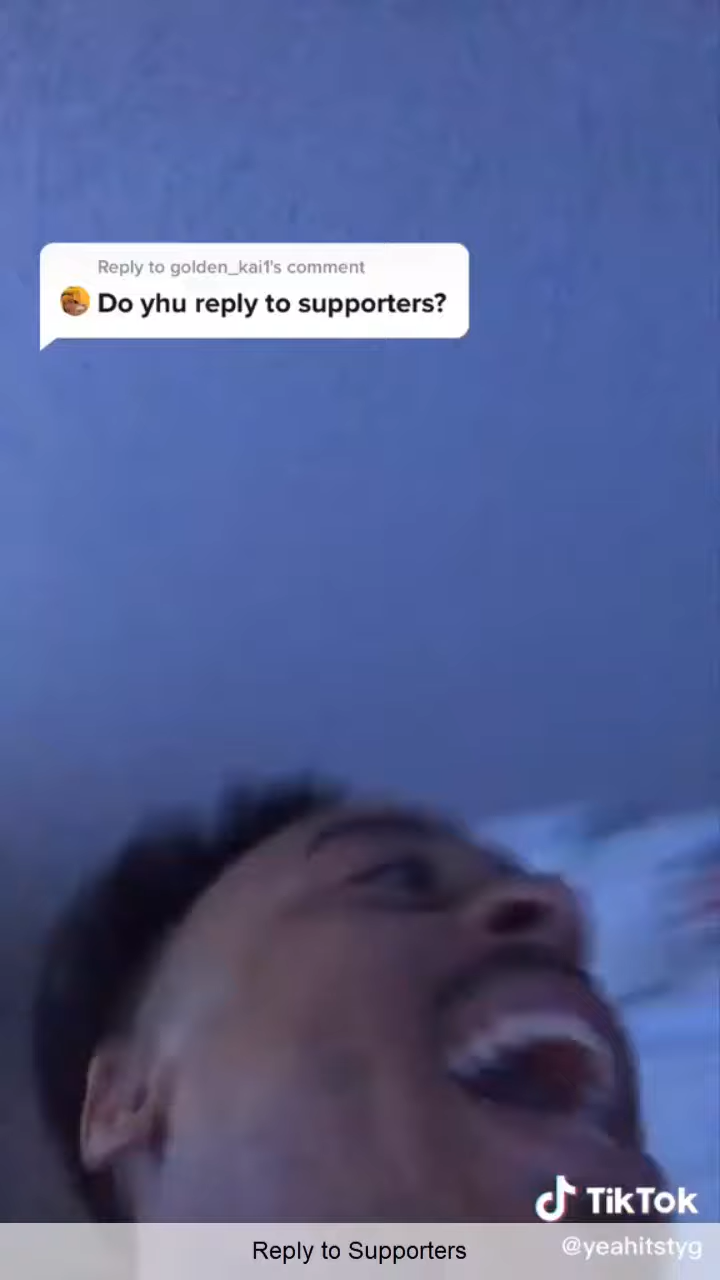 Reply to golden_kai1's comment
Do yhu reply to supporters?
TikTok
Reply to Supporters
@yeahitstyg